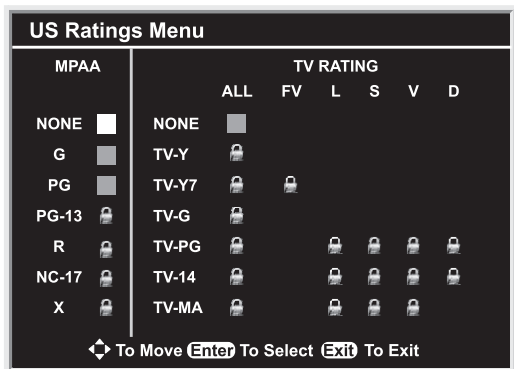 US Ratings Menu
MPAA TV RATING
ALL FV L S V D
NONE NONE
G TV-Y
PG TV-Y7
PG-13 TV-G
R TV-PG
NC-17 TV-14
X TV-MA
To Move Enter To Select Exit To Exit